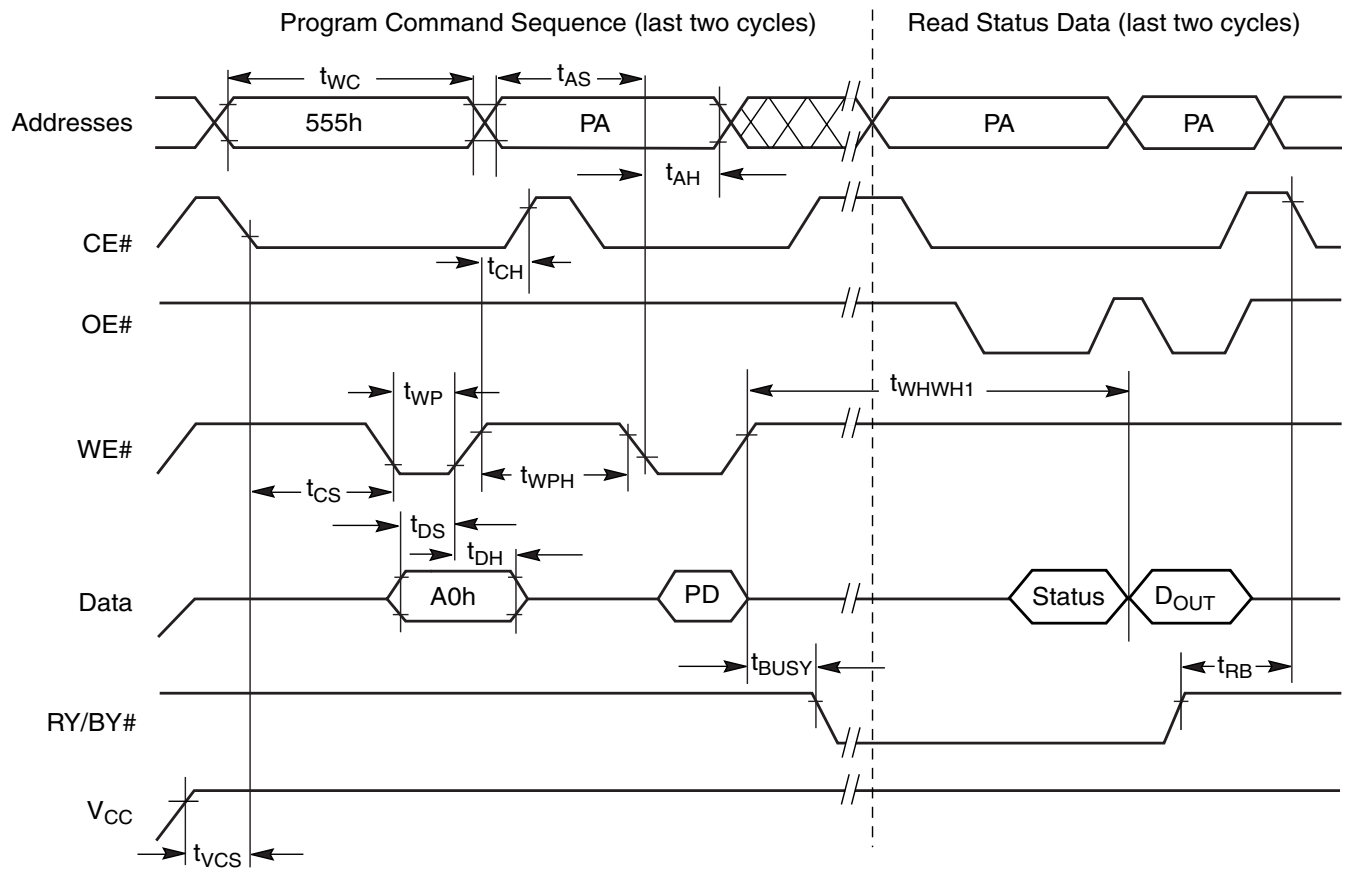 Program Command Sequence (last two cycles)
Read Status Data (last two cycles)
tWC
tAS
Addresses
555h
PA
PA
PA
tAH
CE#
tCH
OE#
tWP
tWHWH1
WE#
tWPH
tCS
tDS
tDH
Data
A0h
PD
Status
DOUT
tBUSY
tRB
RY/BY#
VCC
tVCS